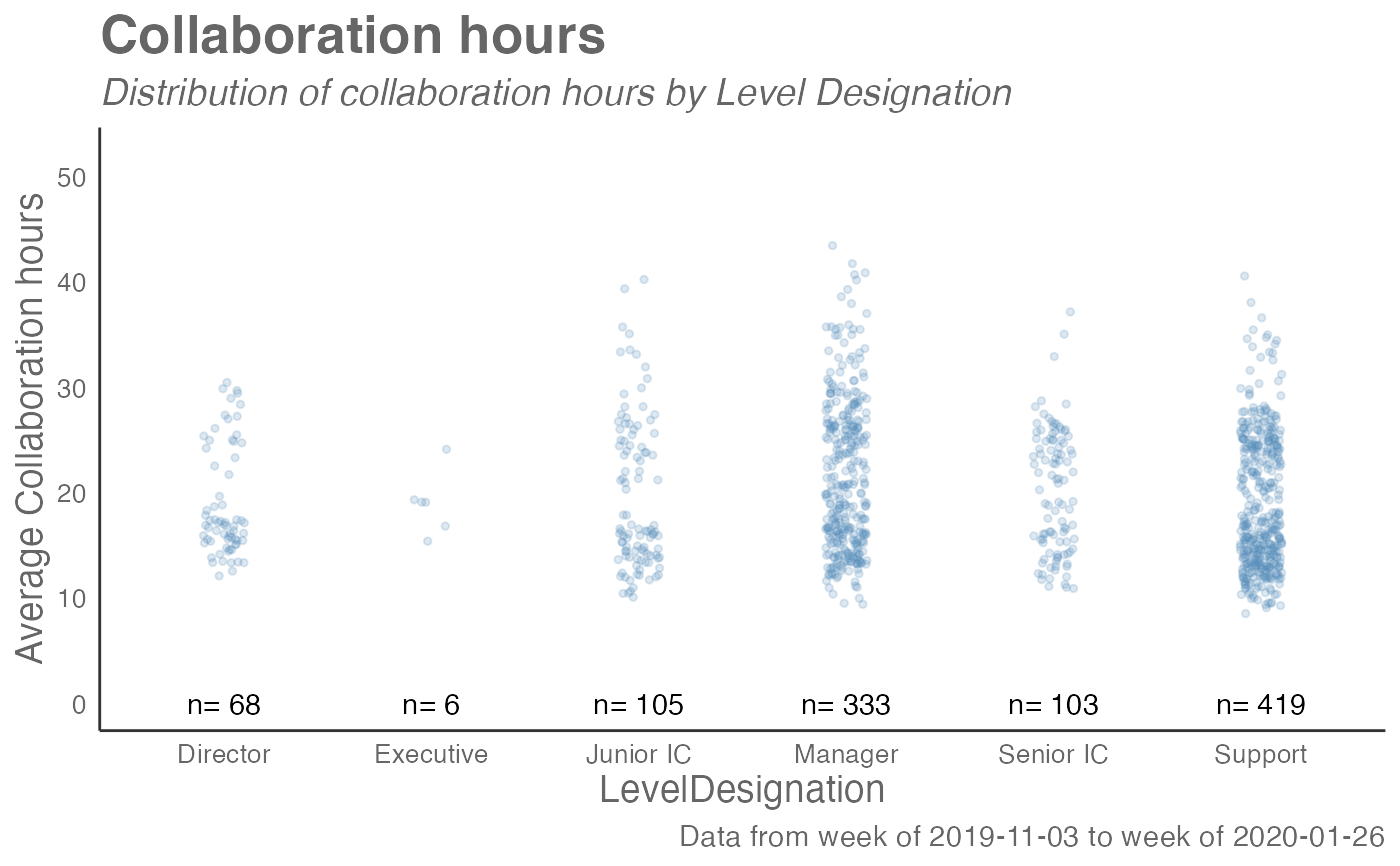 Collaboration hours
Distribution of collaboration hours by Level Designation
Average Collaboration hours
50
40
30
20
10
0
n= 68 n= 6 n= 105 n= 333 n= 103 n= 419
Director Executive Junior IC Manager Senior IC Support
LevelDesignation
Data from week of 2019-11-03 to week of 2020-01-26